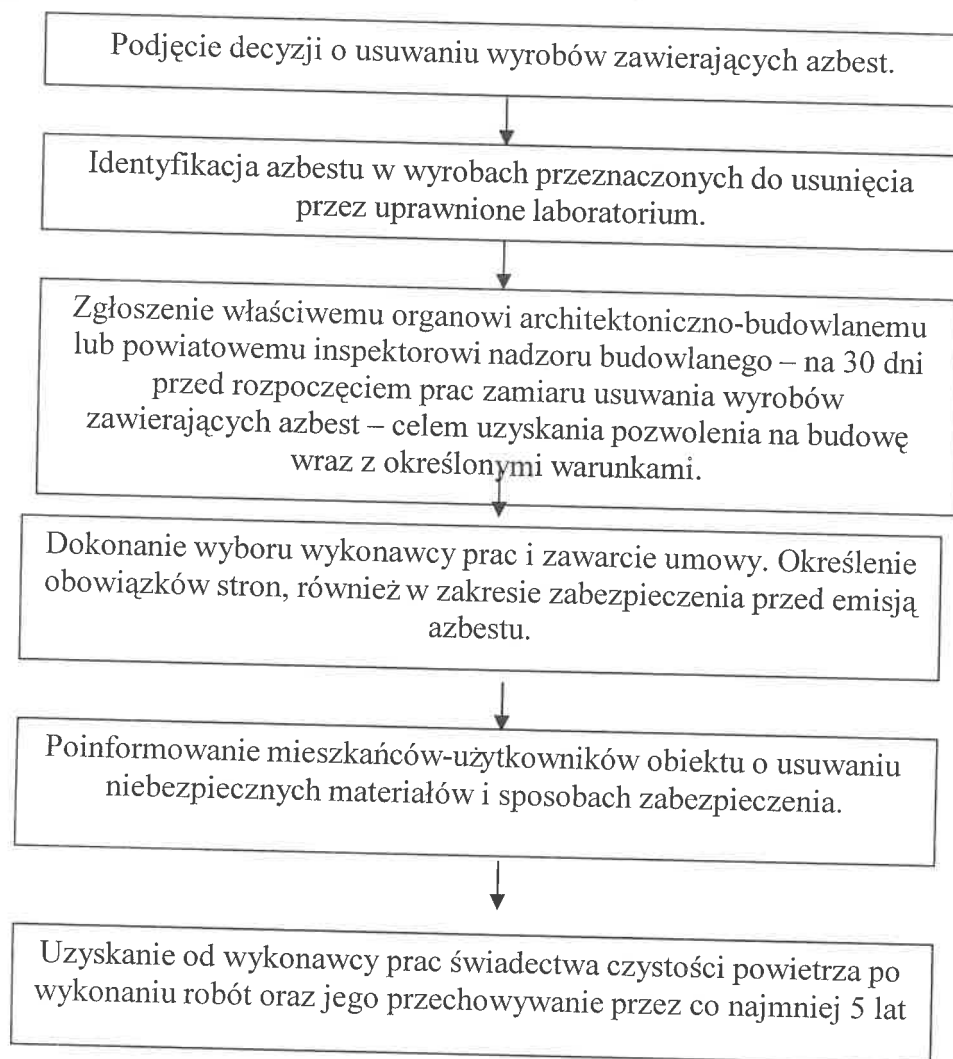 Podjęcie decyzji o usuwaniu wyrobów zawierających azbest.
Identyfikacja azbestu w wyrobach przeznaczonych do usunięcia
przez uprawnione laboratorium.
Zgłoszenie właściwemu organowi architektoniczno-budowlanemu
lub powiatowemu inspektorowi nadzoru budowlanego – na 30 dni
przed rozpoczęciem prac zamiaru usuwania wyrobów
zawierających azbest – celem uzyskania pozwolenia na budowę
wraz z określonymi warunkami.
Dokonanie wyboru wykonawcy prac i zawarcie umowy. Określenie
obowiązków stron, również w zakresie zabezpieczenia przed emisją
azbestu.
Poinformowanie mieszkańców-użytkowników obiektu o usuwaniu
niebezpiecznych materiałów i sposobach zabezpieczenia.
Uzyskanie od wykonawcy prac świadectwa czystości powietrza po
wykonaniu robót oraz jego przechowywanie przez co najmniej 5 lat